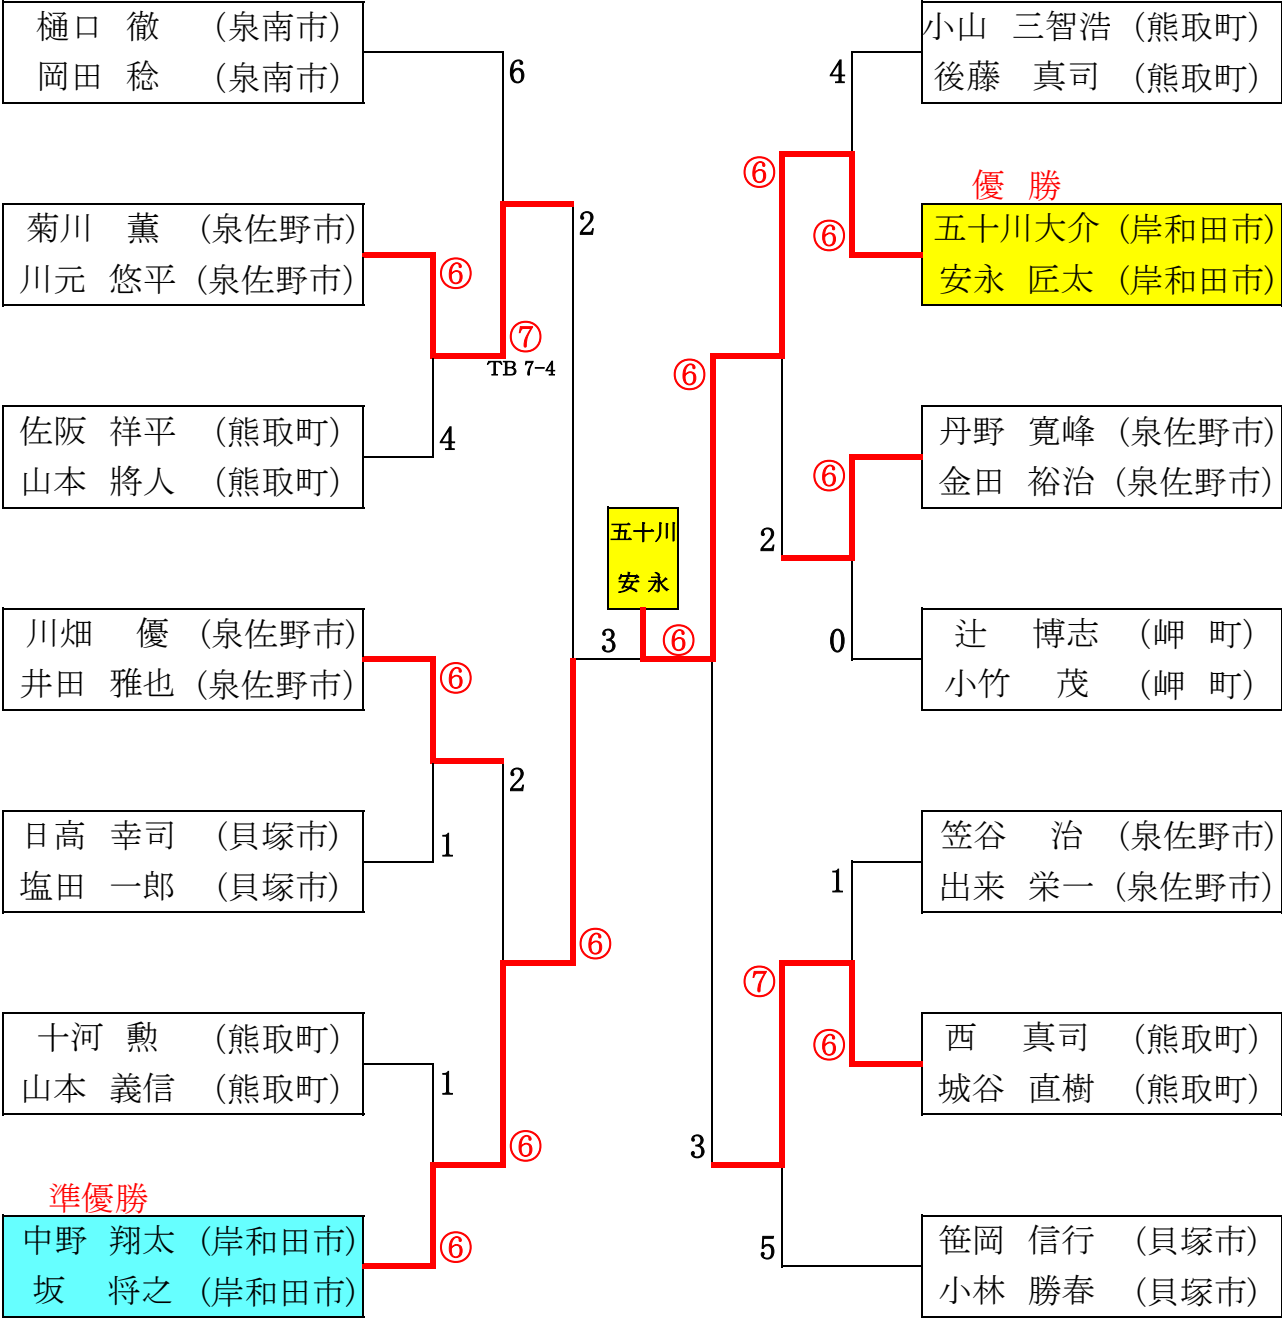 樋口 徹 (泉南市)
岡田 稔 (泉南市)
6
菊川 薫 (泉佐野市)
川元 悠平 (泉佐野市)
⑥
⑦
TB 7-4
2
佐阪 祥平 (熊取町)
山本 將人 (熊取町)
4
川畑 優 (泉佐野市)
井田 雅也 (泉佐野市)
⑥
2
日高 幸司 (貝塚市)
塩田 一郎 (貝塚市)
1
⑥
十河 勲 (熊取町)
山本 義信 (熊取町)
1
⑥
準優勝
中野 翔太 (岸和田市)
坂 将之 (岸和田市)
⑥
五十川
安永
3
⑥
小山 三智浩 (熊取町)
後藤 真司 (熊取町)
4
⑥
優 勝
五十川大介 (岸和田市)
安永 匠太 (岸和田市)
⑥
⑥
丹野 寛峰 (泉佐野市)
金田 裕治 (泉佐野市)
⑥
2
辻 博志 (岬 町)
小竹 茂 (岬 町)
0
笠谷 治 (泉佐野市)
出来 栄一 (泉佐野市)
1
⑦
西 真司 (熊取町)
城谷 直樹 (熊取町)
⑥
3
笹岡 信行 (貝塚市)
小林 勝春 (貝塚市)
5